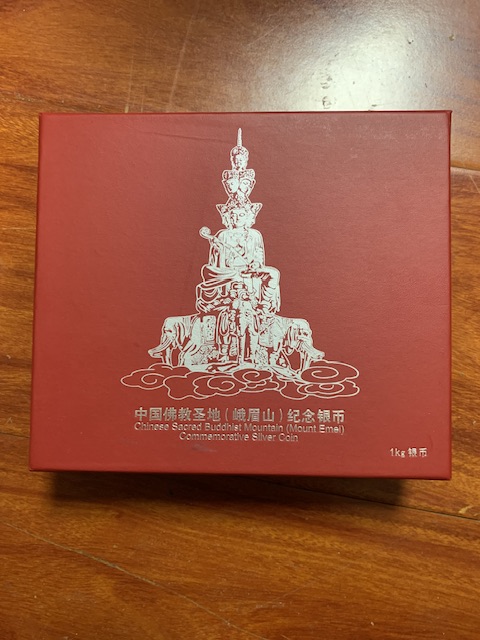 中国佛教圣地（峨眉山）纪念银币
Chinese Sacred Buddhist Mountain (Mount Emei)
Commemorative Silver Coin
1kg 银币